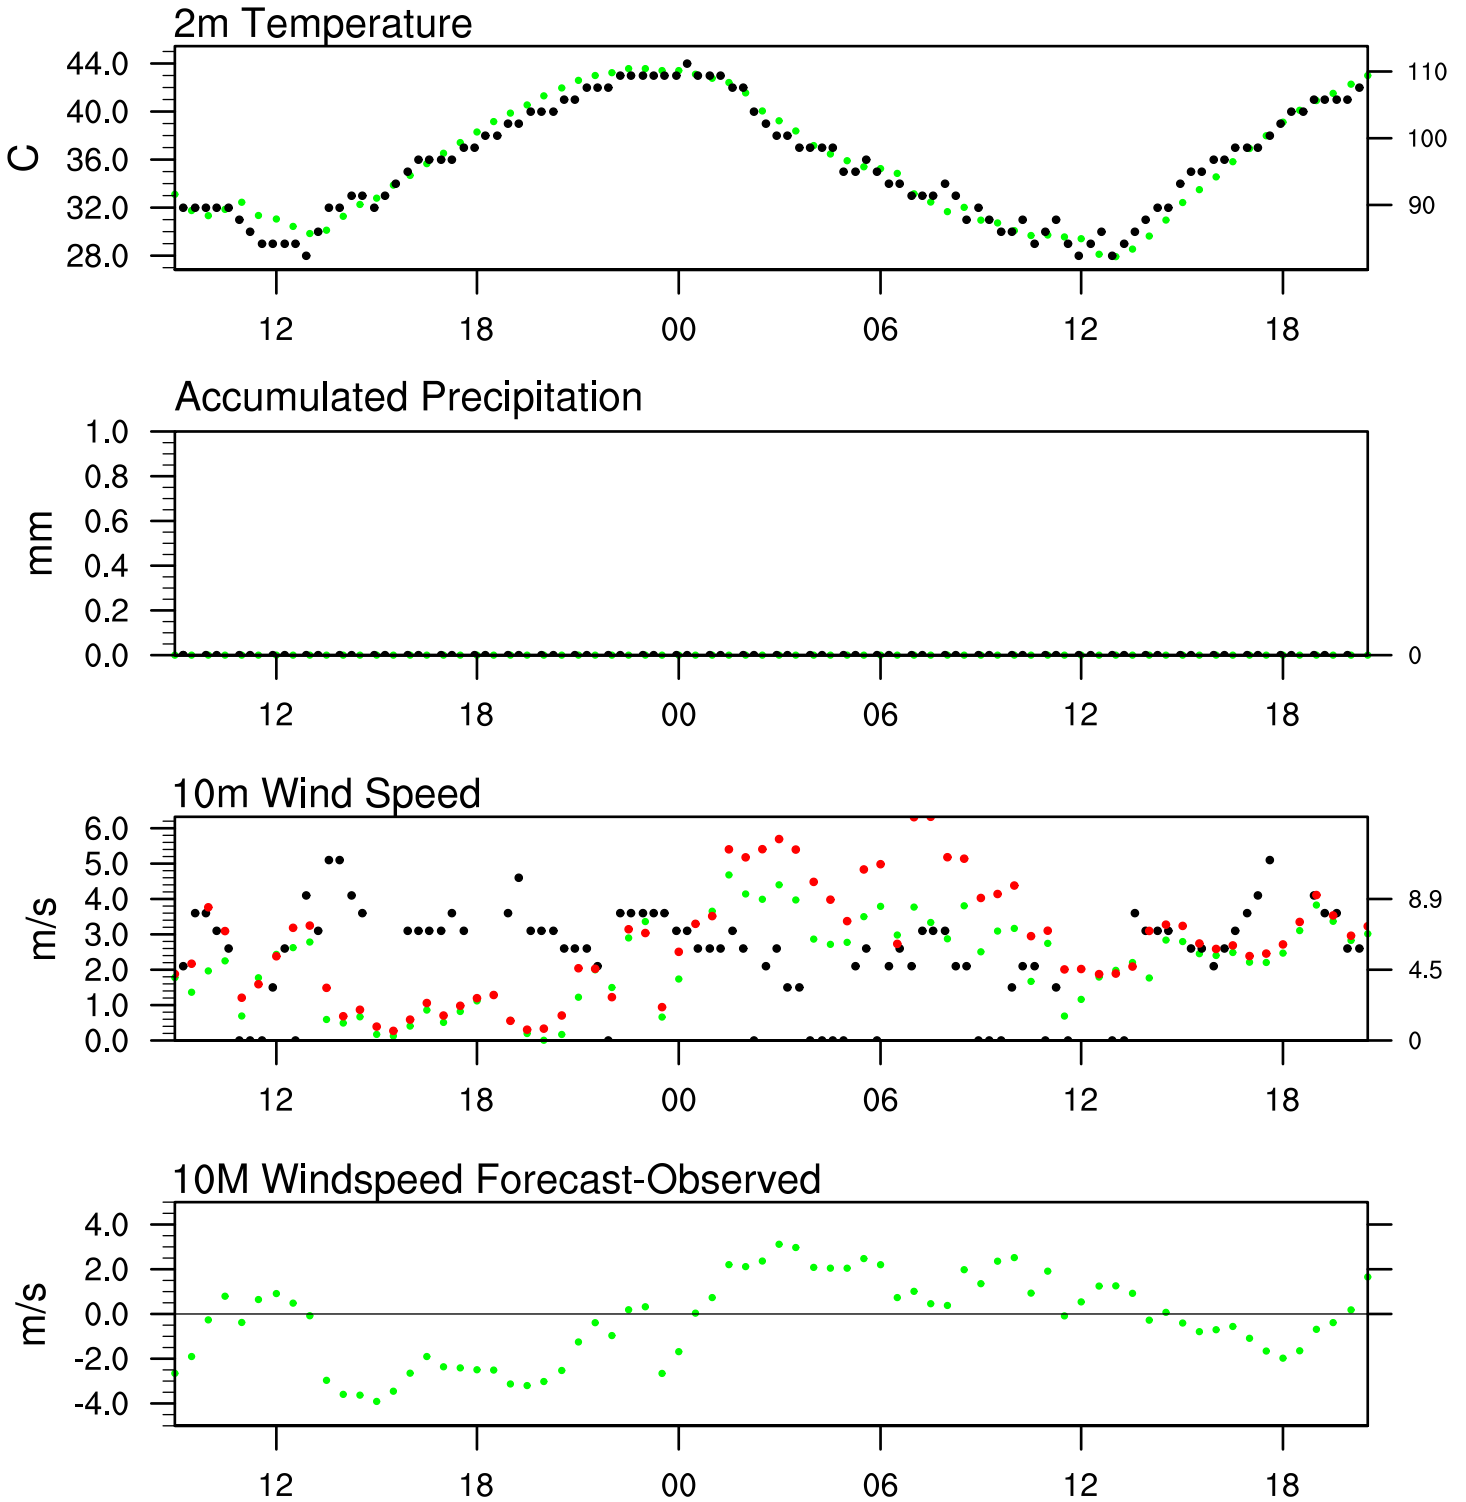 2m Temperature
44.0
40.0
36.0
32.0
28.0
C
110
100
90
12 18 00 06 12 18
Accumulated Precipitation
1.0
0.8
0.6
0.4
0.2
0.0
mm
0
12 18 00 06 12 18
10m Wind Speed
6.0
5.0
4.0
3.0
2.0
1.0
0.0
m/s
8.9
4.5
0
12 18 00 06 12 18
10M Windspeed Forecast-Observed
4.0
2.0
0.0
-2.0
-4.0
m/s
12 18 00 06 12 18